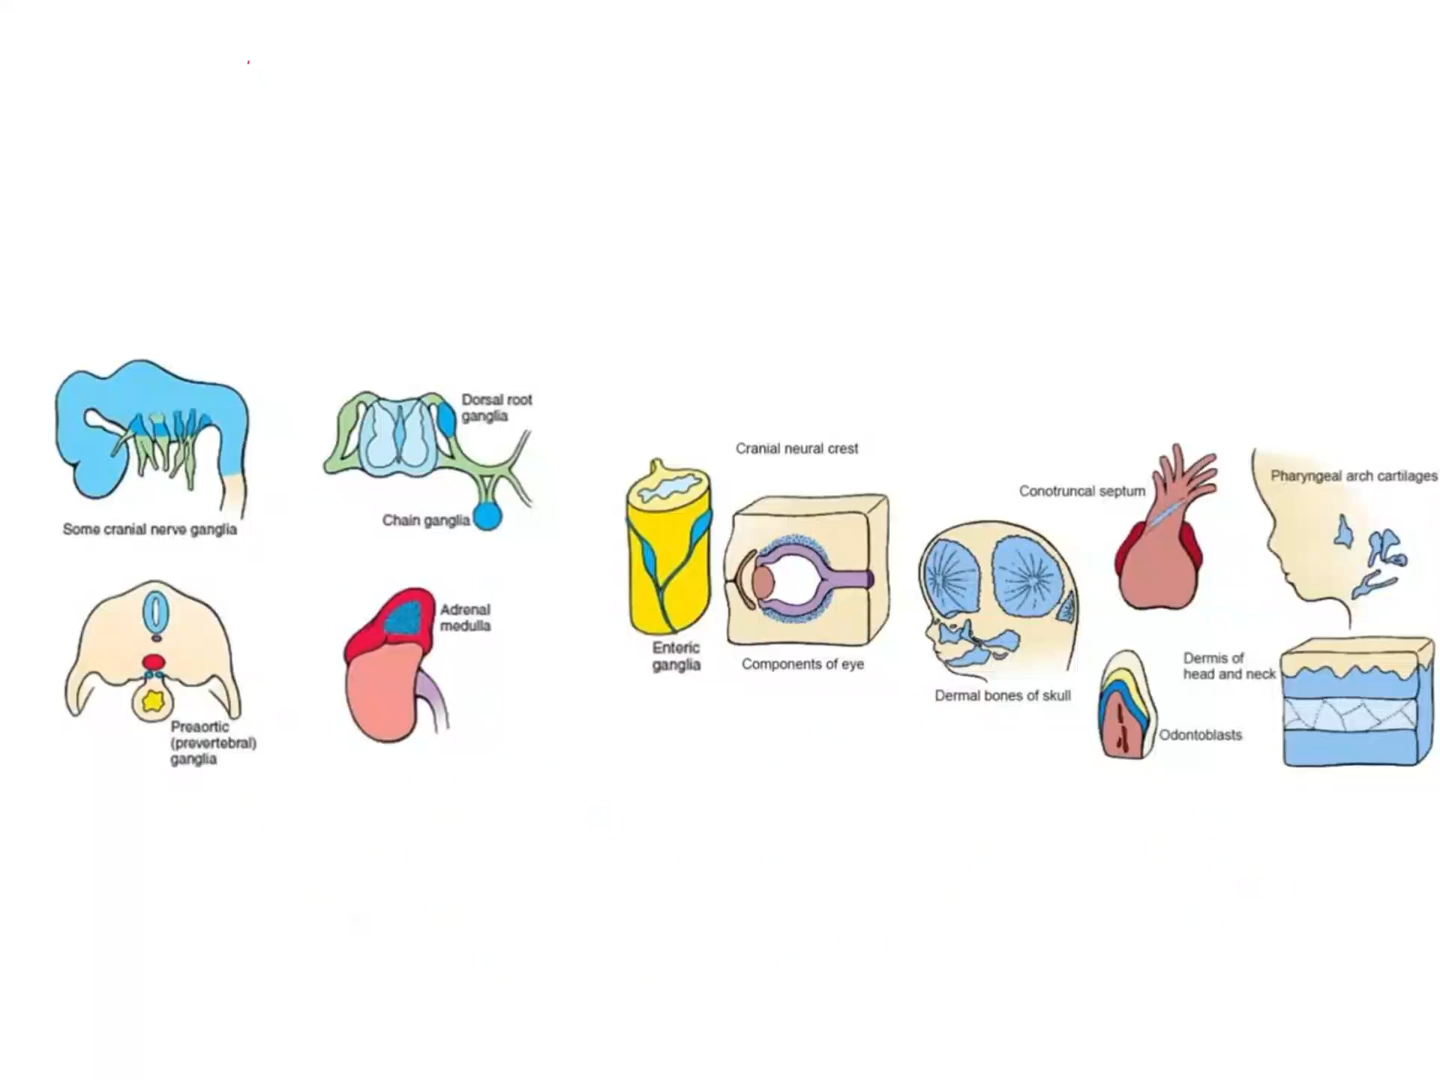 Dorsal root
ganglia
Some cranial nerve ganglia
Chain ganglia
Preaortic
(prevertebral)
ganglia
Adrenal
medulla
Enteric
ganglia
Cranial neural crest
Components of eye
Dermal bones of skull
Conotruncal septum
Pharyngeal arch cartilages
Odontoblasts
Dermis of
head and neck